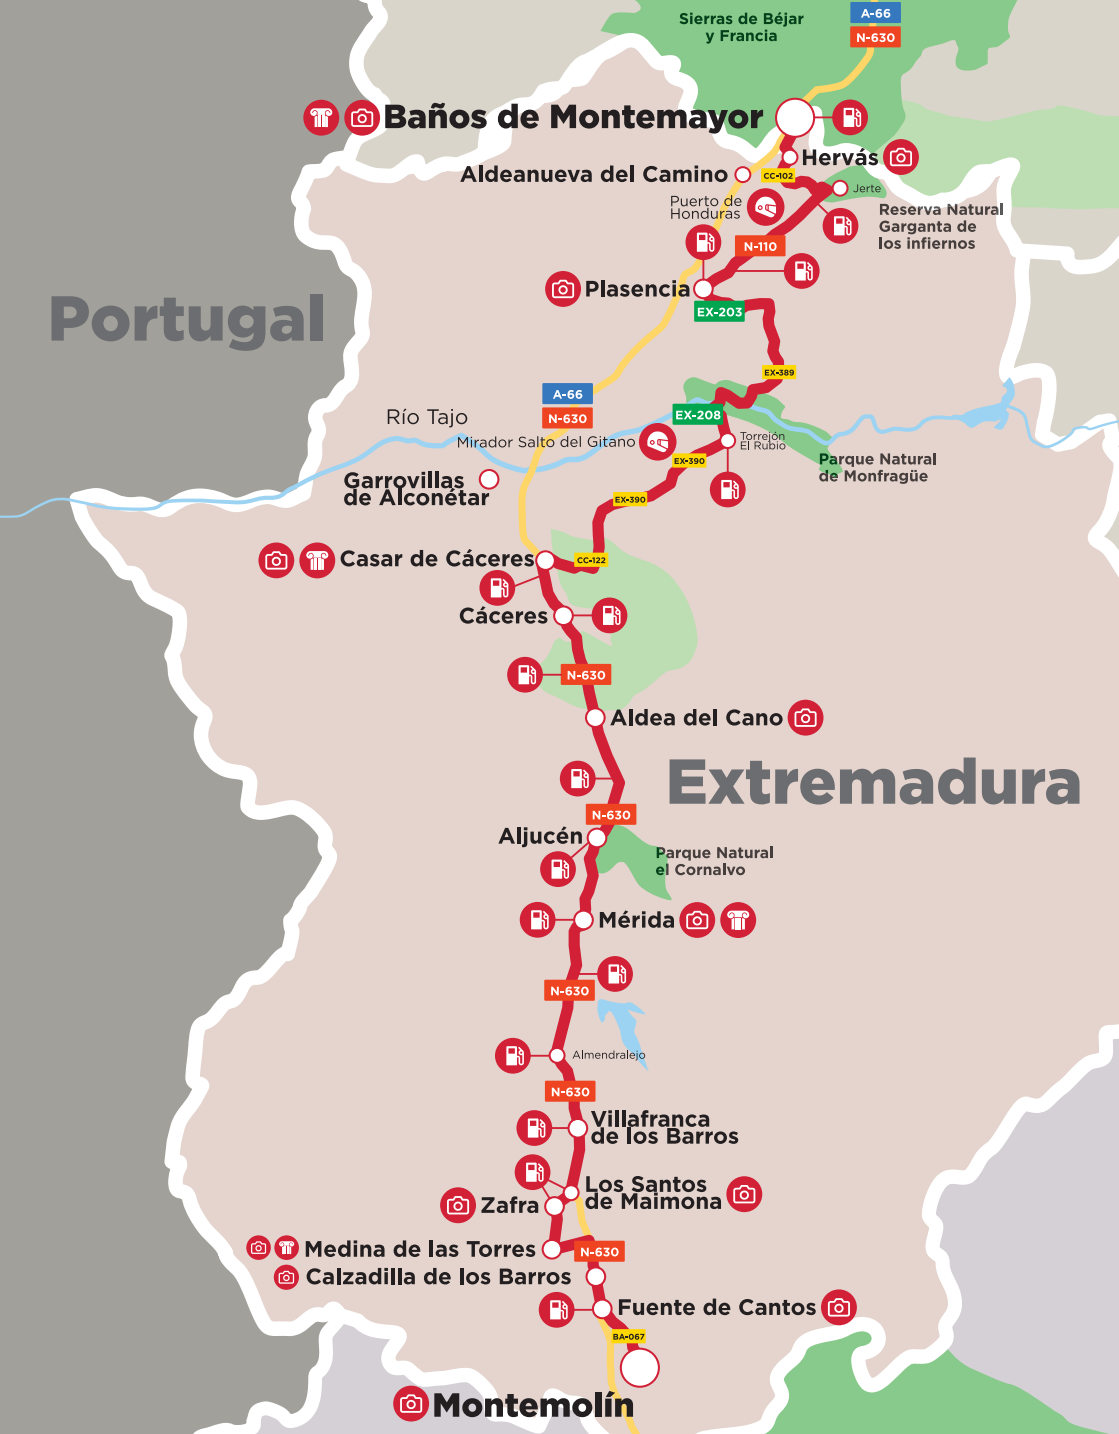 Sierras de Béjar
y Francia
A-66
N-630
Baños de Montemayor
Hervás
Aldeanueva del Camino
CC-102
Jerte
Puerto de
Honduras
Reserva Natural
Garganta de
los infiernos
N-110
Plasencia
EX-203
Portugal
EX-389
A-66
N-630
EX-208
Río Tajo
Mirador Salto del Gitano
Torrejón
El Rubio
EX-390
Parque Natural
de Monfragüe
Garrovillas
de Alconétar
EX-390
Casar de Cáceres
CC-122
Cáceres
N-630
Aldea del Cano
Extremadura
N-630
Aljucén
Parque Natural
el Cornalvo
Mérida
N-630
Almendralejo
N-630
Villafranca
de los Barros
Los Santos
de Maimona
Zafra
Medina de las Torres
N-630
Calzadilla de los Barros
Fuente de Cantos
BA-067
Montemolín